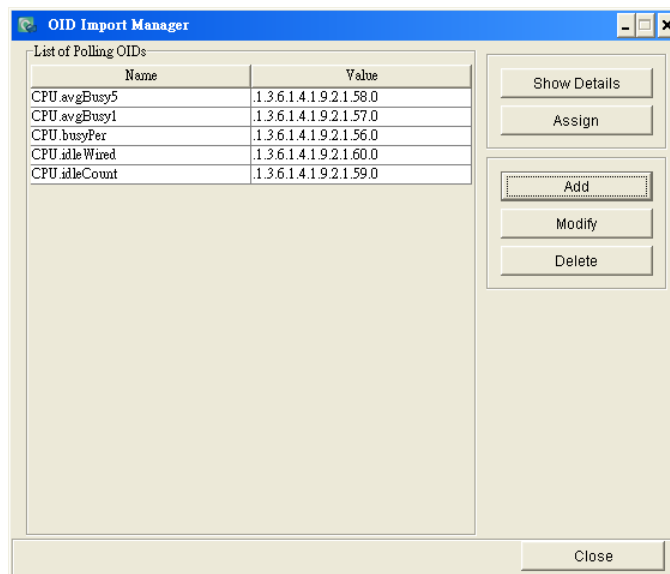 OID Import Manager
List of Polling OIDs
Name Value
CPU.avgBusy5 .1.3.6.1.4.1.9.2.1.58.0
CPU.avgBusy1 .1.3.6.1.4.1.9.2.1.57.0
CPU.busyPer .1.3.6.1.4.1.9.2.1.56.0
CPU.idleWired .1.3.6.1.4.1.9.2.1.60.0
CPU.idleCount .1.3.6.1.4.1.9.2.1.59.0
Show Details
Assign
Add
Modify
Delete
Close